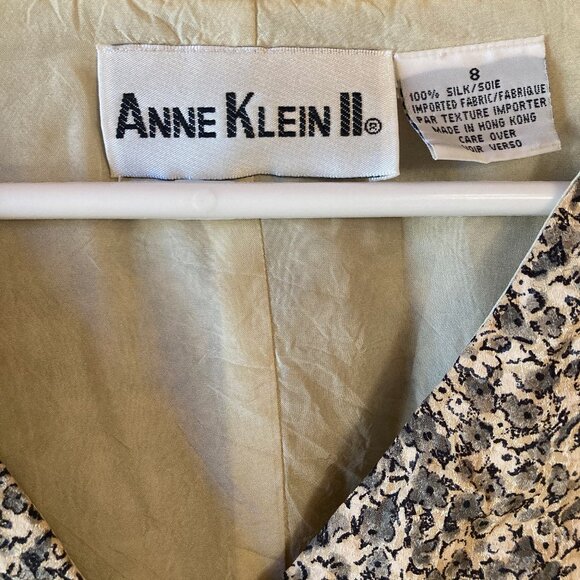 ANNE KLEIN II®
8
100% SILK/SOIE
IMPORTED FABRIC/FABRIQUE
PAR TEXTURE IMPORTER
MADE IN HONG KONG
CARE OVER
VOIR VERSO